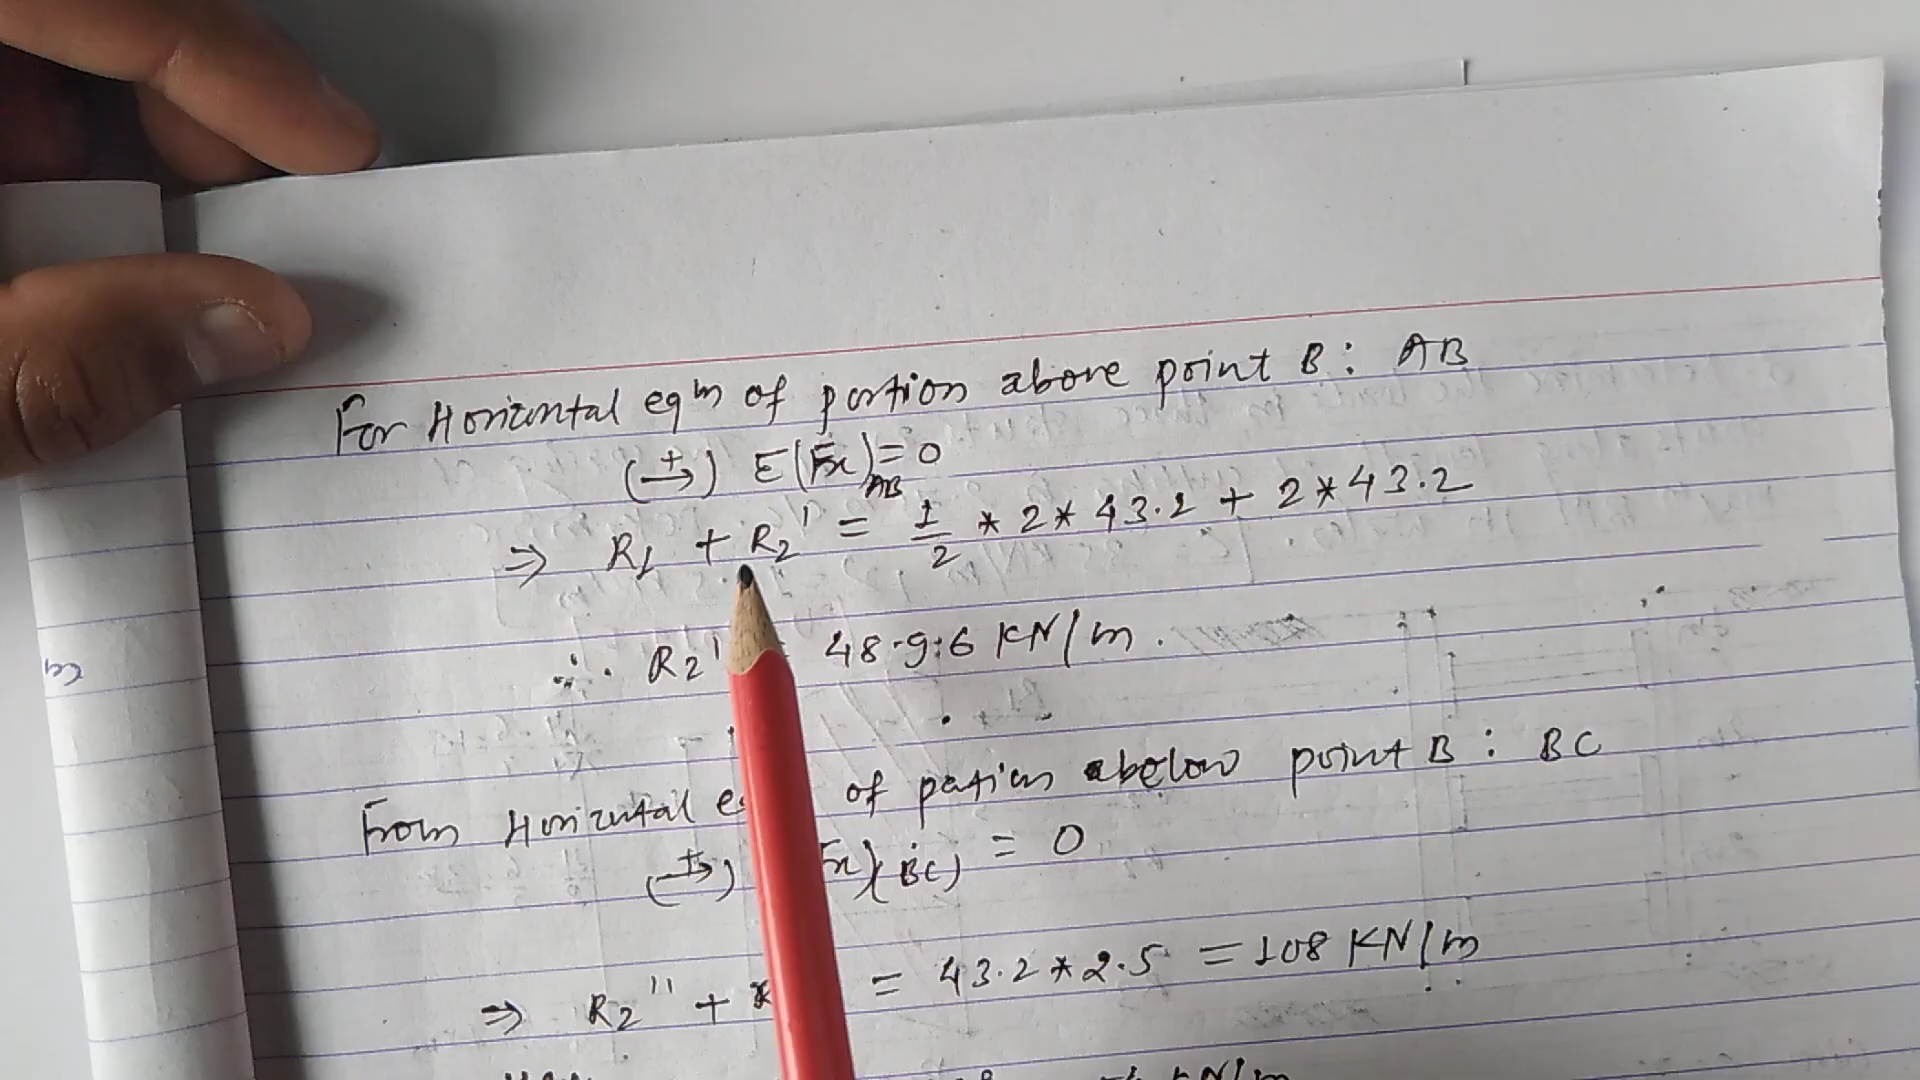 For Horizontal eqm of portion above point B: AB
(+→) Σ(Fx)AB = 0
⇒ R1 + R2' = 1/2 * 2 * 43.2 + 2 * 43.2
∴ R2' 48.9:6 KN/m.
From Horizontal of portion below point B: BC
(+→) (BC) = 0
⇒ R2'' + = 43.2 * 2.5 = 108 KN/m
KN/m